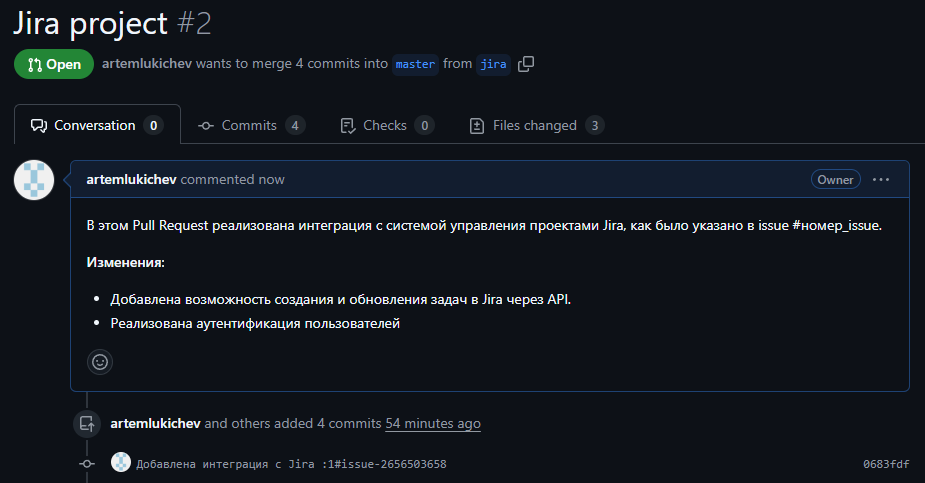 Jira project #2
Open artemlukichev wants to merge 4 commits into master from jira
Conversation 0 Commits 4 Checks 0 Files changed 3
artemlukichev commented now Owner
В этом Pull Request реализована интеграция с системой управления проектами Jira, как было указано в issue #номер_issue.
Изменения:
Добавлена возможность создания и обновления задач в Jira через API.
Реализована аутентификация пользователей
artemlukichev and others added 4 commits 54 minutes ago
Добавлена интеграция с Jira :1#issue-2656503658 0683fdf